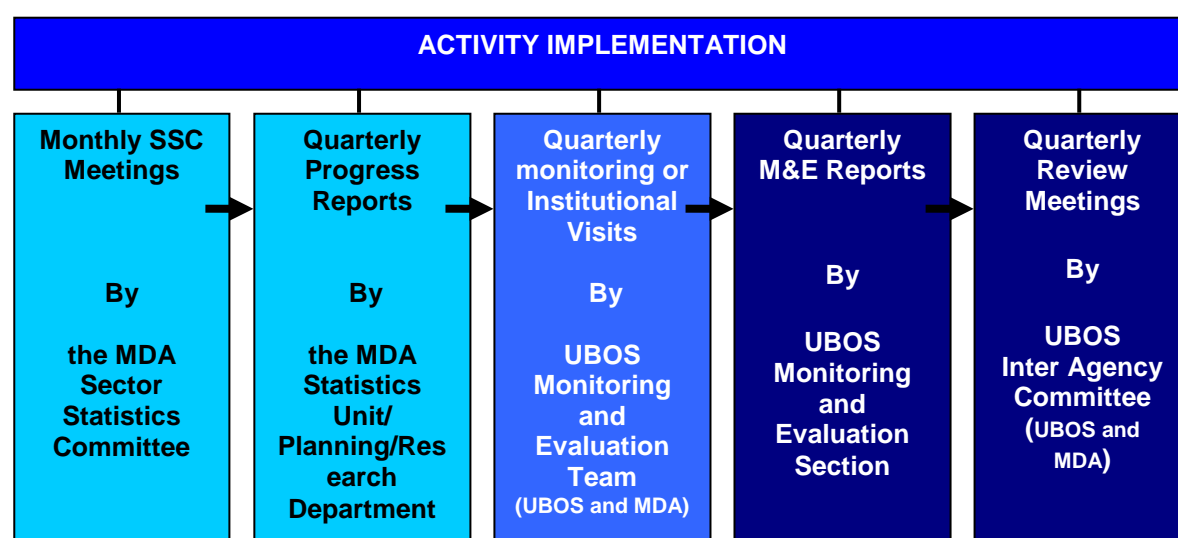 ACTIVITY IMPLEMENTATION
Monthly SSC
Meetings
By
the MDA
Sector
Statistics
Committee
Quarterly
Progress
Reports
By
the MDA
Statistics
Unit/
Planning/Res
earch
Department
Quarterly
monitoring or
Institutional
Visits
By
UBOS
Monitoring
and
Evaluation
Team
(UBOS and MDA)
Quarterly
M&E Reports
By
UBOS
Monitoring
and
Evaluation
Section
Quarterly
Review
Meetings
By
UBOS
Inter Agency
Committee
(UBOS and
MDA)